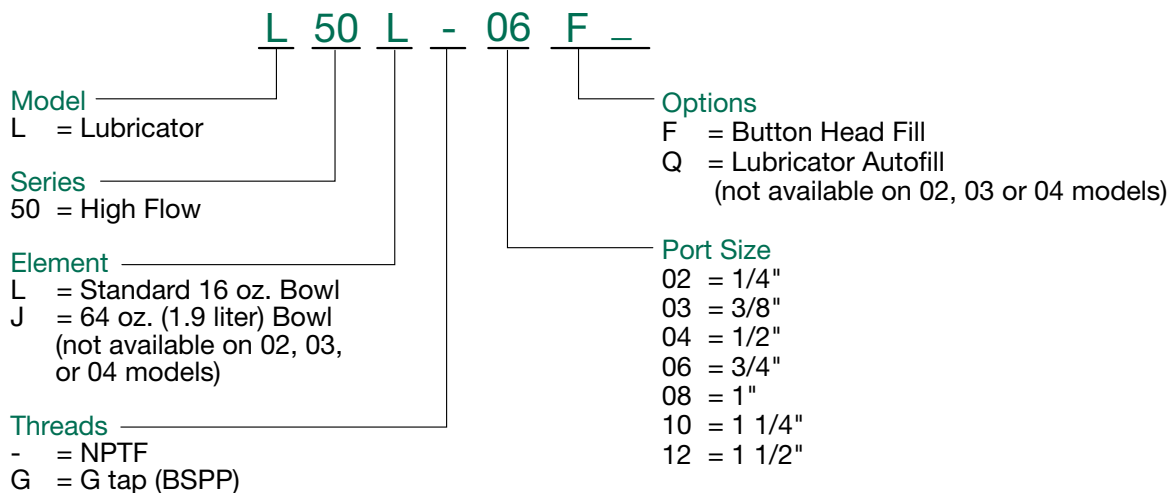 L 50 L - 06 F _
Model
L = Lubricator
Series
50 = High Flow
Element
L = Standard 16 oz. Bowl
J = 64 oz. (1.9 liter) Bowl
(not available on 02, 03,
or 04 models)
Threads
- = NPTF
G = G tap (BSPP)
Options
F = Button Head Fill
Q = Lubricator Autofill
(not available on 02, 03 or 04 models)
Port Size
02 = 1/4"
03 = 3/8"
04 = 1/2"
06 = 3/4"
08 = 1"
10 = 1 1/4"
12 = 1 1/2"